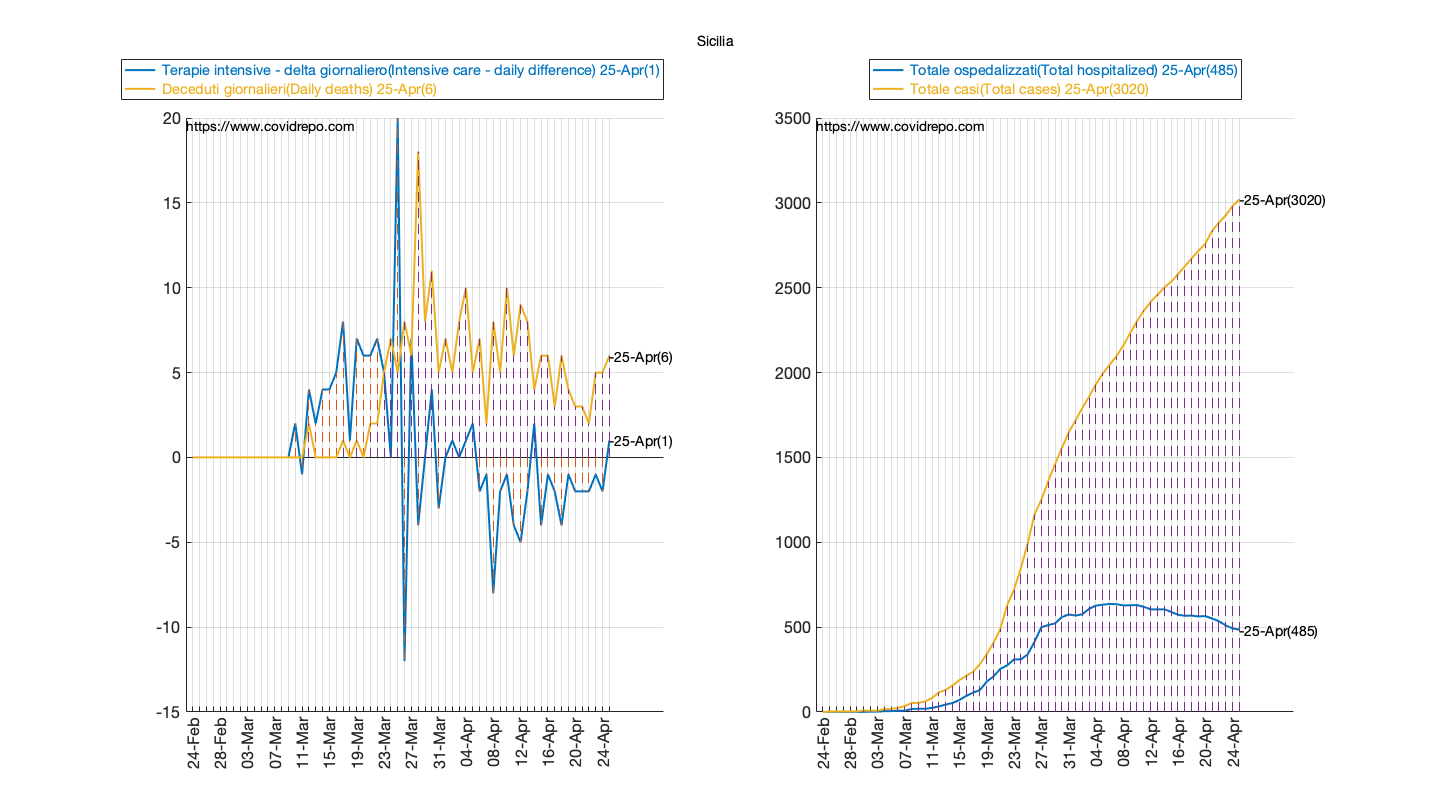 Sicilia
Terapie intensive - delta giornaliero(Intensive care - daily difference) 25-Apr(1)
Deceduti giornalieri(Daily deaths) 25-Apr(6)
https://www.covidrepo.com
20
15
10
5
0
-5
-10
-15
25-Apr(6)
25-Apr(1)
24-Feb
28-Feb
03-Mar
07-Mar
11-Mar
15-Mar
19-Mar
23-Mar
27-Mar
31-Mar
04-Apr
08-Apr
12-Apr
16-Apr
20-Apr
24-Apr
Totale ospedalizzati(Total hospitalized) 25-Apr(485)
Totale casi(Total cases) 25-Apr(3020)
https://www.covidrepo.com
3500
3000
2500
2000
1500
1000
500
0
25-Apr(3020)
25-Apr(485)
24-Feb
28-Feb
03-Mar
07-Mar
11-Mar
15-Mar
19-Mar
23-Mar
27-Mar
31-Mar
04-Apr
08-Apr
12-Apr
16-Apr
20-Apr
24-Apr